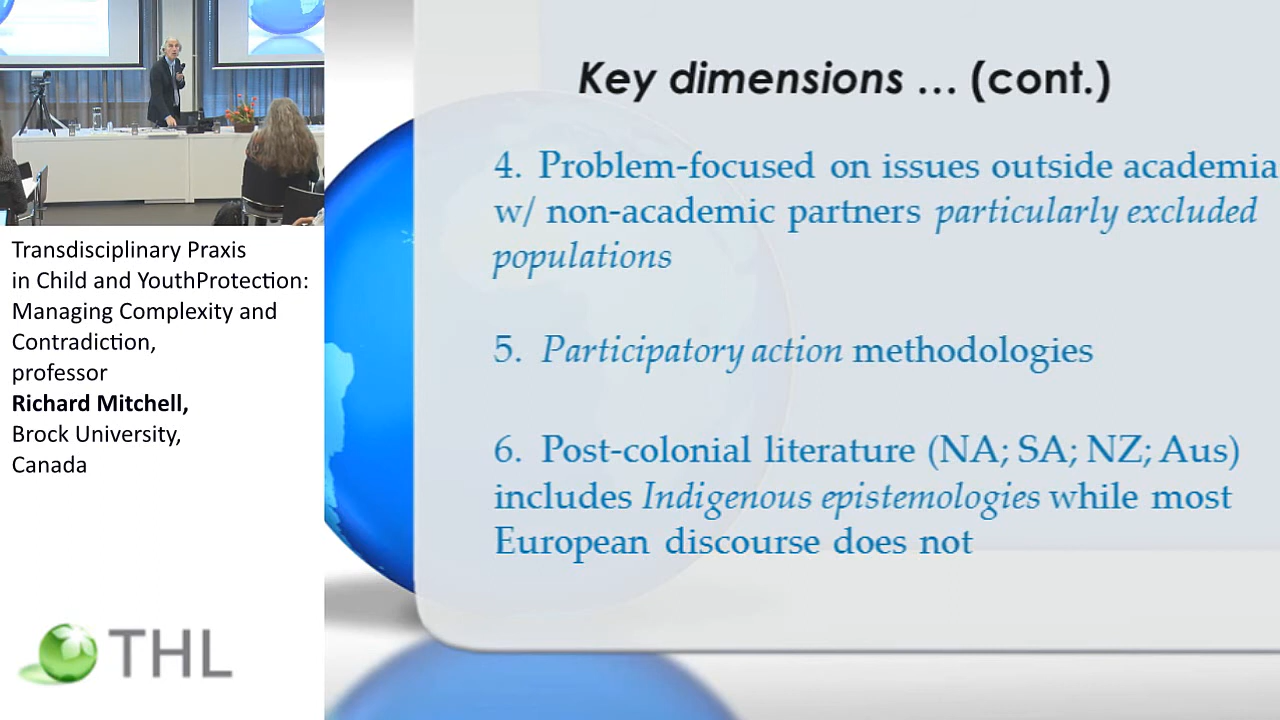 Transdisciplinary Praxis
in Child and YouthProtection:
Managing Complexity and
Contradiction,
professor
Richard Mitchell,
Brock University,
Canada
THL
Key dimensions … (cont.)
4. Problem-focused on issues outside academia
w/ non-academic partners particularly excluded
populations
5. Participatory action methodologies
6. Post-colonial literature (NA; SA; NZ; Aus)
includes Indigenous epistemologies while most
European discourse does not